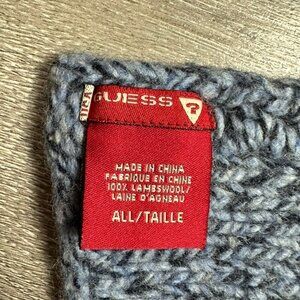 GUESS ?
MADE IN CHINA
FABRIQUE EN CHINE
100% LAMBSWOOL/
LAINE D'AGNEAU
ALL/TAILLE